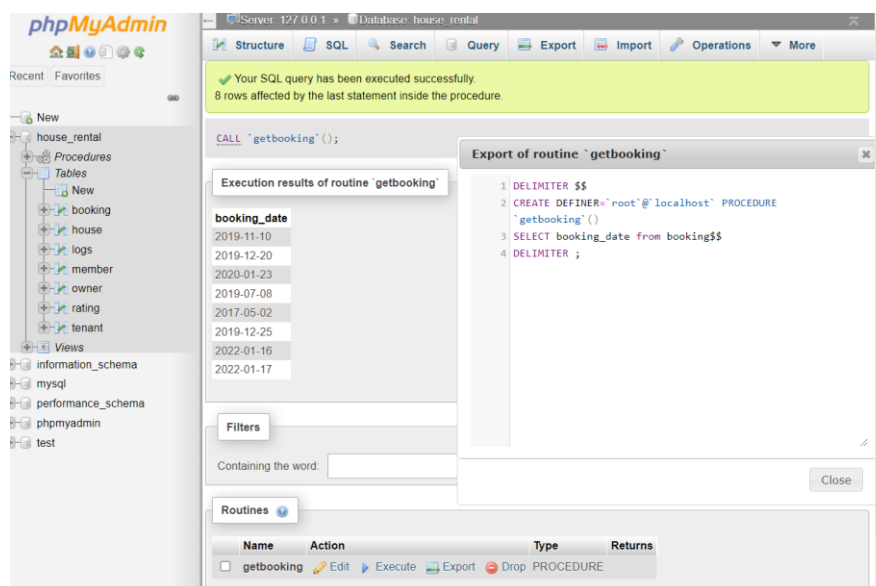 phpMyAdmin
Recent Favorites
New
house_rental
Procedures
Tables
New
booking
house
logs
member
owner
rating
tenant
Views
information_schema
mysql
performance_schema
phpmyadmin
test
Server: 127.0.0.1 » Database: house_rental
Structure SQL Search Query Export Import Operations More
Your SQL query has been executed successfully.
8 rows affected by the last statement inside the procedure.
CALL `getbooking`();
Execution results of routine `getbooking`
booking_date
2019-11-10
2019-12-20
2020-01-23
2019-07-08
2017-05-02
2019-12-25
2022-01-16
2022-01-17
Export of routine `getbooking`
1 DELIMITER $$
2 CREATE DEFINER=`root`@`localhost` PROCEDURE
`getbooking`()
3 SELECT booking_date from booking$$
4 DELIMITER ;
Close
Filters
Containing the word:
Routines
Name Action Type Returns
getbooking Edit Execute Export Drop PROCEDURE